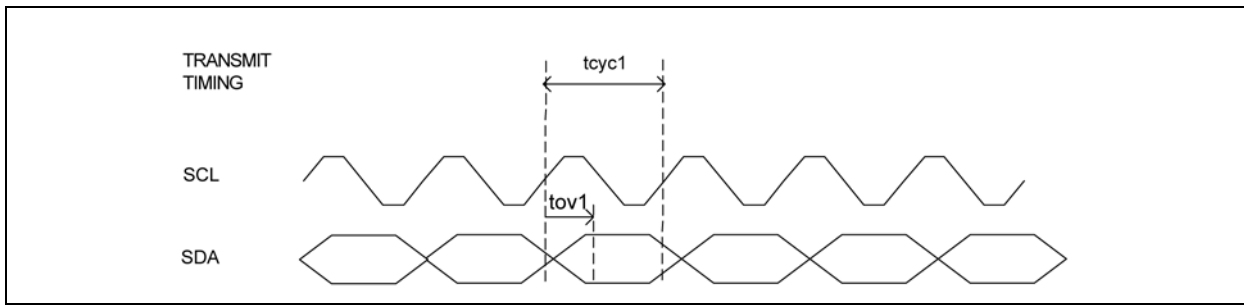 TRANSMIT
TIMING
tcyc1
SCL
tov1
SDA